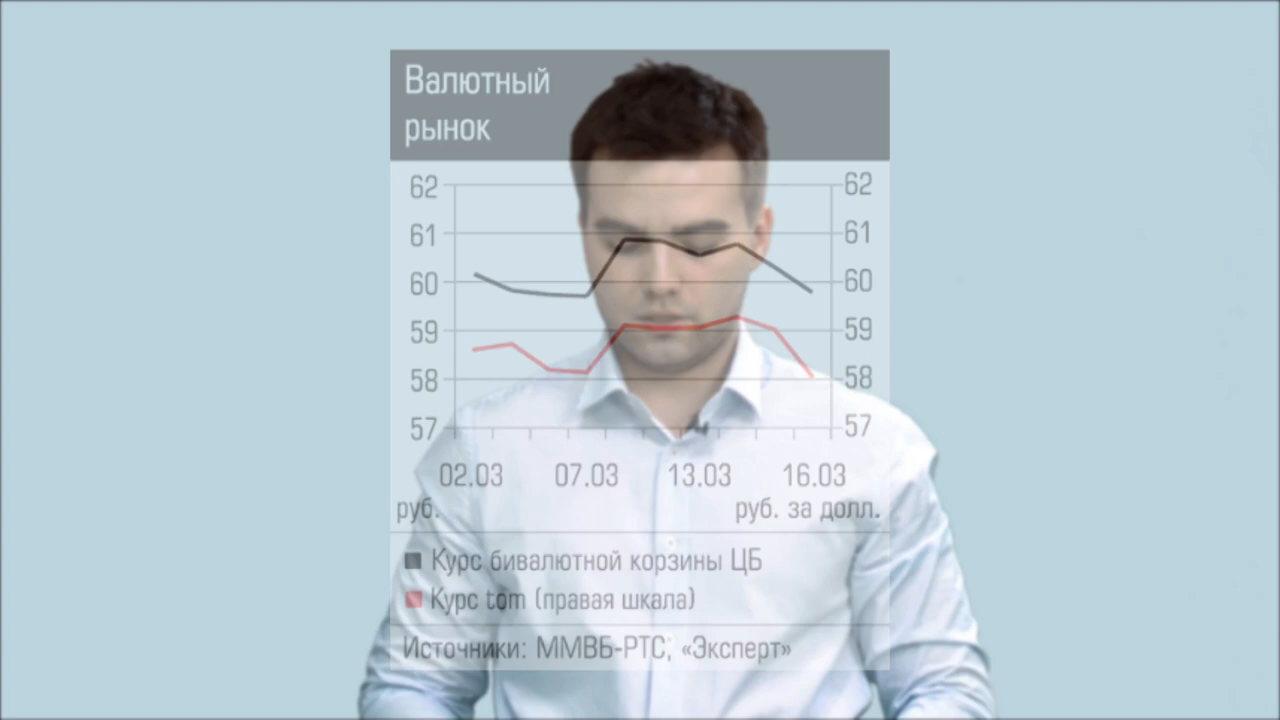 Валютный
рынок
62 62
61 61
60 60
59 59
58 58
57 57
02.03 07.03 13.03 16.03
руб. руб. за долл.
Курс бивалютной корзины ЦБ
Курс tom (правая шкала)
Источники: ММВБ-РТС, «Эксперт»